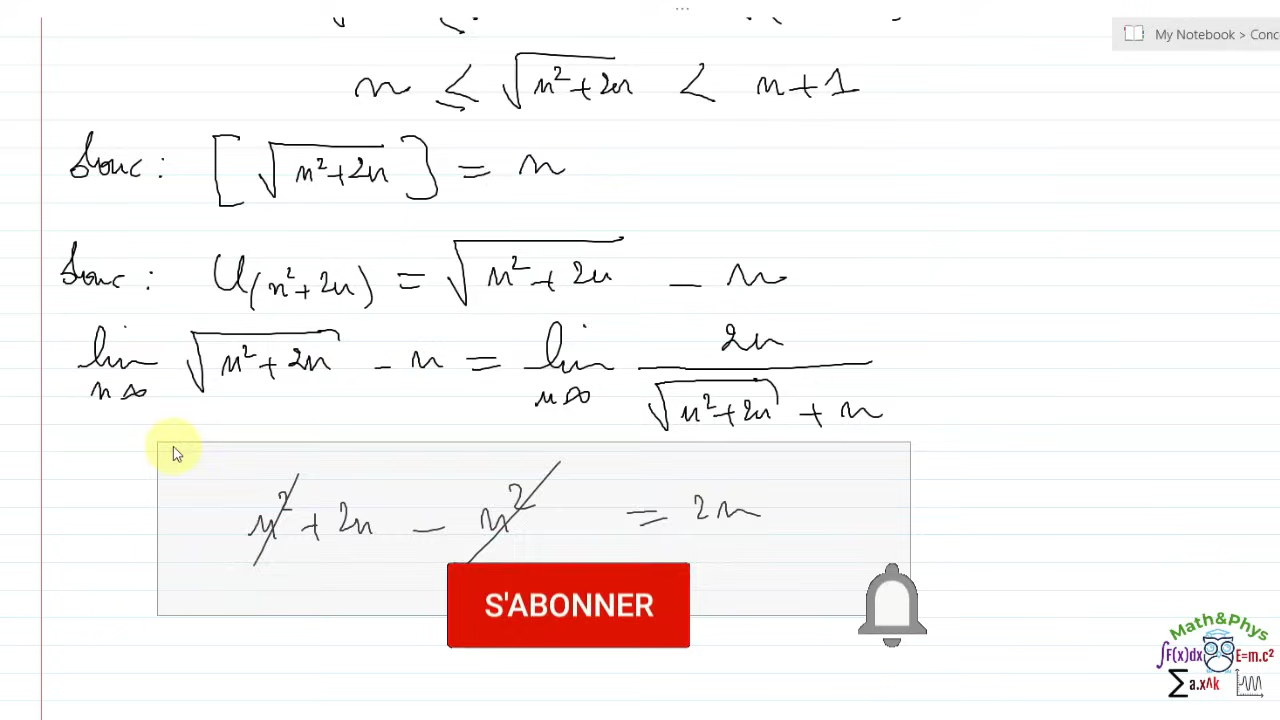 My Notebook > Conc
n ≤ √(n²+2n) < n+1
donc : [√(n²+2n)] = n
donc : U(n²+2n) = √(n²+2n) - n
lim n∞ √(n²+2n) - n = lim n∞ 2n / (√(n²+2n) + n)
n² + 2n - n² = 2n
S'ABONNER
Math&Phys
∫F(x)dx E=m.c²
∑ a.x^k